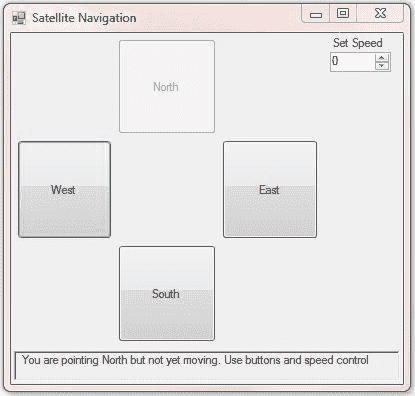 Satellite Navigation
Set Speed
0
North
West
East
South
You are pointing North but not yet moving. Use buttons and speed control